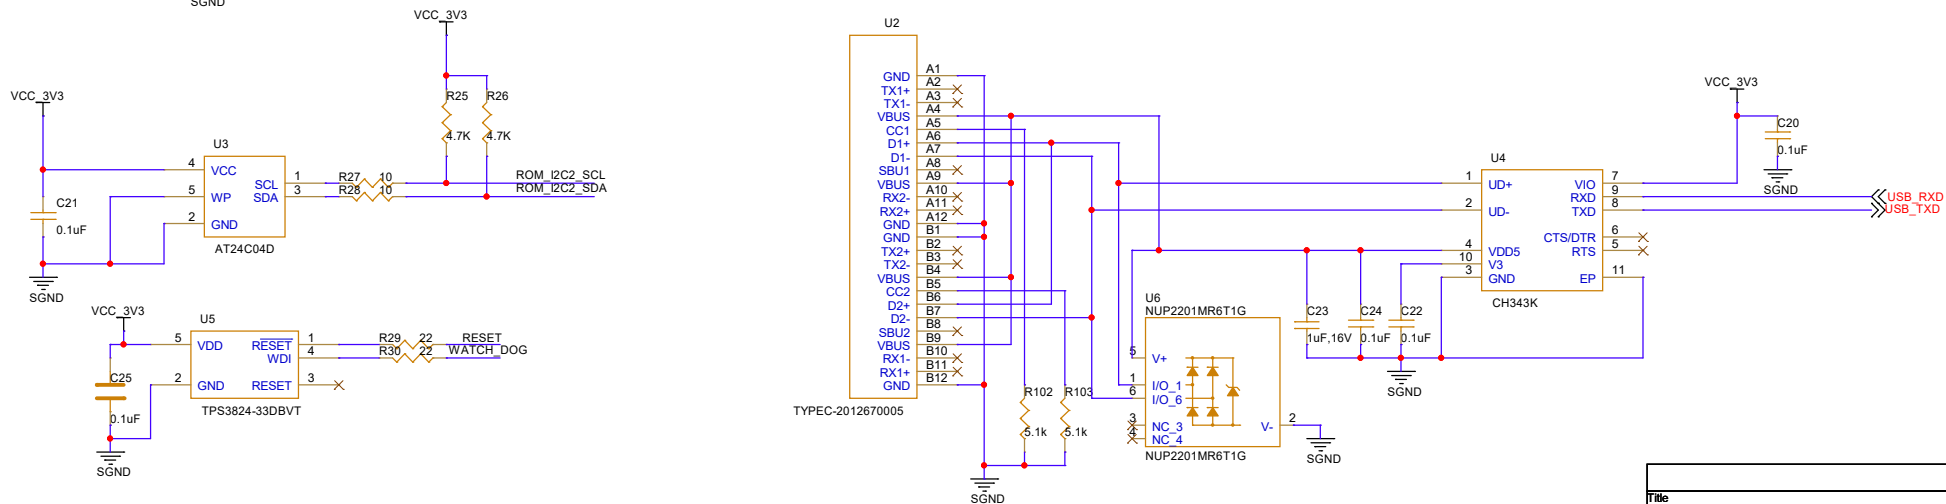 SGND
VCC_3V3
R25
R26
4.7K
4.7K
VCC_3V3
U3
4
VCC
5
WP
2
GND
SCL
1
SDA
3
R27
10
R28
10
ROM_I2C2_SCL
ROM_I2C2_SDA
C21
0.1uF
AT24C04D
SGND
VCC_3V3
U5
5
VDD
2
GND
RESET
1
WDI
4
RESET
3
R29
22
RESET
R30
22
WATCH_DOG
C25
0.1uF
TPS3824-33DBVT
SGND
U2
GND A1
TX1+ A2
TX1- A3
VBUS A4
CC1 A5
D1+ A6
D1- A7
SBU1 A8
VBUS A9
RX2- A10
RX2+ A11
GND A12
GND B1
TX2+ B2
TX2- B3
VBUS B4
CC2 B5
D2+ B6
D2- B7
SBU2 B8
VBUS B9
RX1- B10
RX1+ B11
GND B12
TYPEC-2012670005
R102
5.1k
R103
5.1k
SGND
U6
NUP2201MR6T1G
5
V+
1
I/O_1
6
I/O_6
3
NC_3
4
NC_4
V-
2
NUP2201MR6T1G
SGND
C23
1uF,16V
C24
0.1uF
C22
0.1uF
SGND
VCC_3V3
C20
0.1uF
SGND
U4
1
UD+
2
UD-
4
VDD5
10
V3
3
GND
VIO
7
RXD
9
TXD
8
CTS/DTR
6
RTS
5
EP
11
CH343K
USB_RXD
USB_TXD
Title